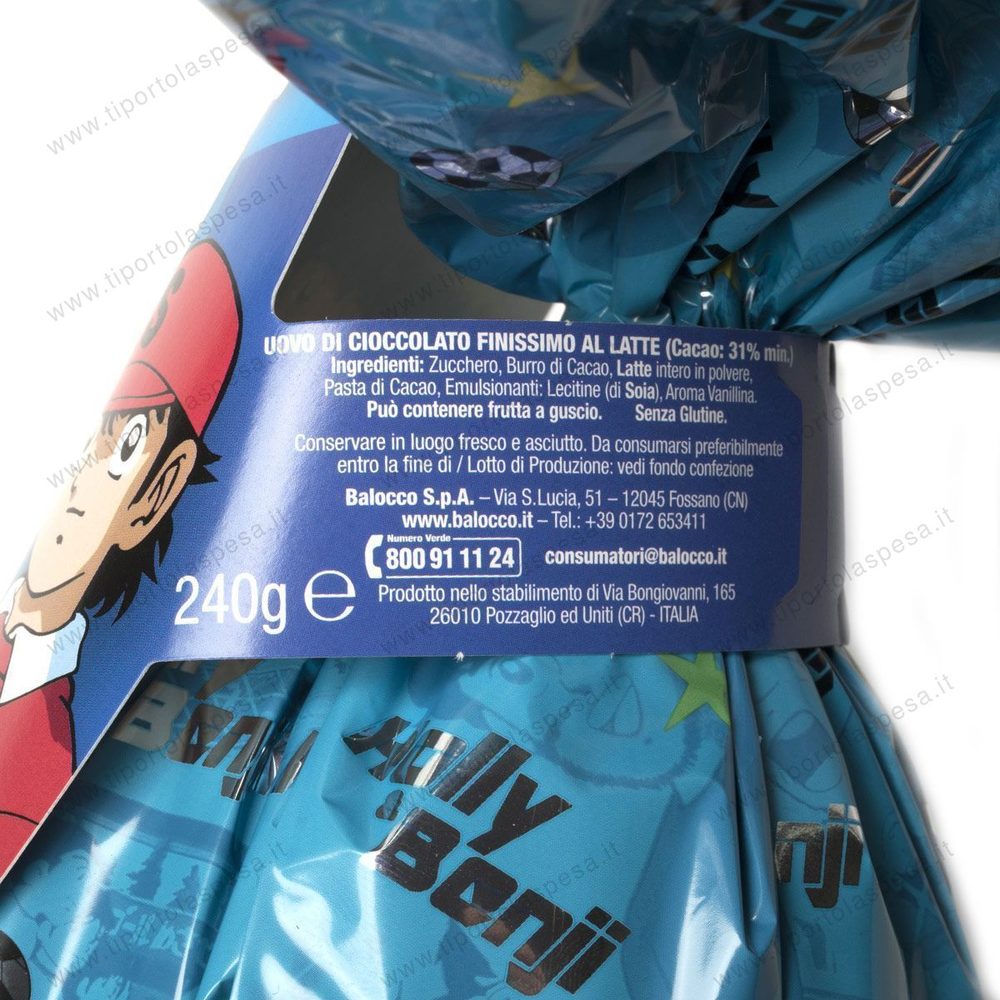 UOVO DI CIOCCOLATO FINISSIMO AL LATTE (Cacao: 31% min.)
Ingredienti: Zucchero, Burro di Cacao, Latte intero in polvere,
Pasta di Cacao, Emulsionanti: Lecitine (di Soia), Aroma Vanillina.
Può contenere frutta a guscio. Senza Glutine.
Conservare in luogo fresco e asciutto. Da consumarsi preferibilmente
entro la fine di / Lotto di Produzione: vedi fondo confezione
Balocco S.p.A. – Via S.Lucia, 51 – 12045 Fossano (CN)
www.balocco.it – Tel.: +39 0172 653411
Numero Verde
800 91 11 24 consumatori@balocco.it
240g e
Prodotto nello stabilimento di Via Bongiovanni, 165
26010 Pozzaglio ed Uniti (CR) - ITALIA
Holly
& Benji
Benji
nji
www.tiportolaspesa.it